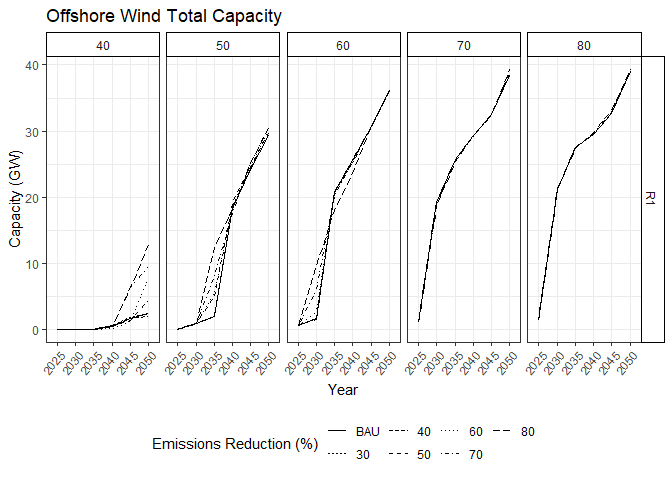 Offshore Wind Total Capacity
40 50 60 70 80
40
30
20
10
0
Capacity (GW)
R1
2025 2030 2035 2040 2045 2050 2025 2030 2035 2040 2045 2050 2025 2030 2035 2040 2045 2050 2025 2030 2035 2040 2045 2050 2025 2030 2035 2040 2045 2050
Year
Emissions Reduction (%)
BAU 40 60 80
30 50 70